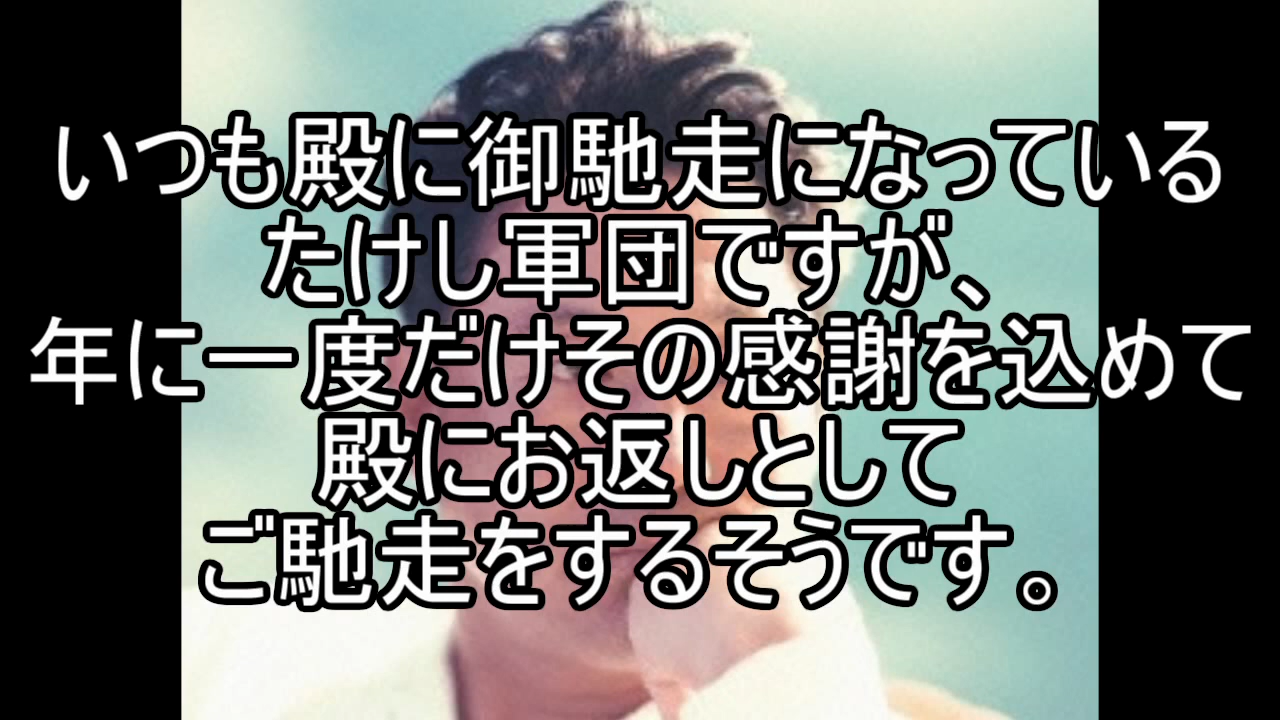 いつも殿に御馳走になっている
たけし軍団ですが、
年に一度だけその感謝を込めて
殿にお返しとして
ご馳走をするそうです。